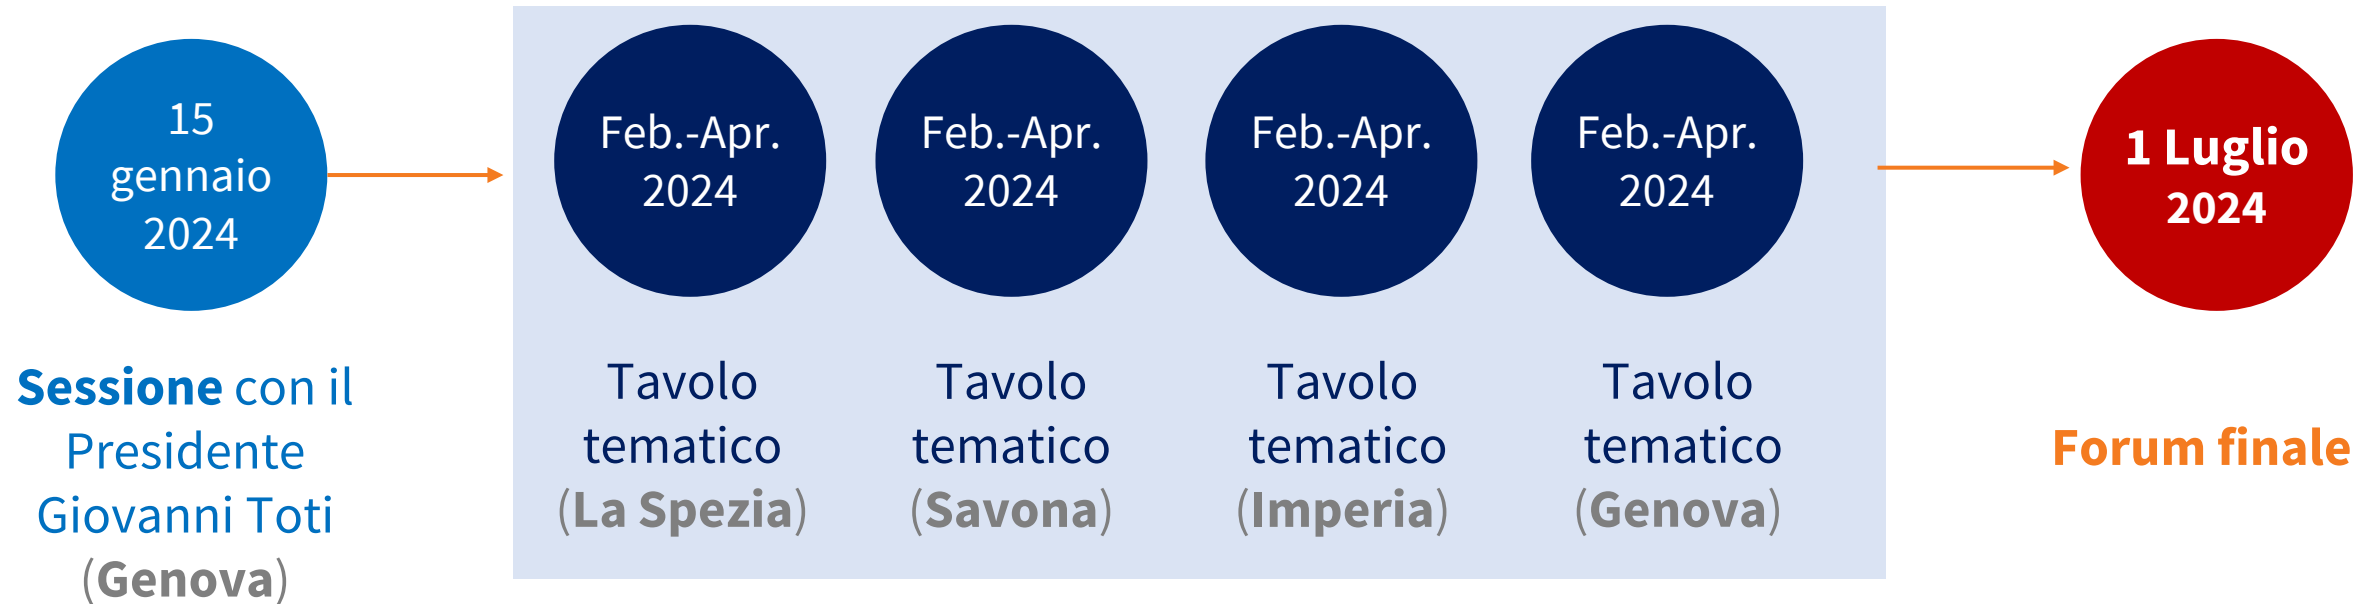 15
gennaio
2024
Sessione con il
Presidente
Giovanni Toti
(Genova)
Feb.-Apr.
2024
Tavolo
tematico
(La Spezia)
Feb.-Apr.
2024
Tavolo
tematico
(Savona)
Feb.-Apr.
2024
Tavolo
tematico
(Imperia)
Feb.-Apr.
2024
Tavolo
tematico
(Genova)
1 Luglio
2024
Forum finale